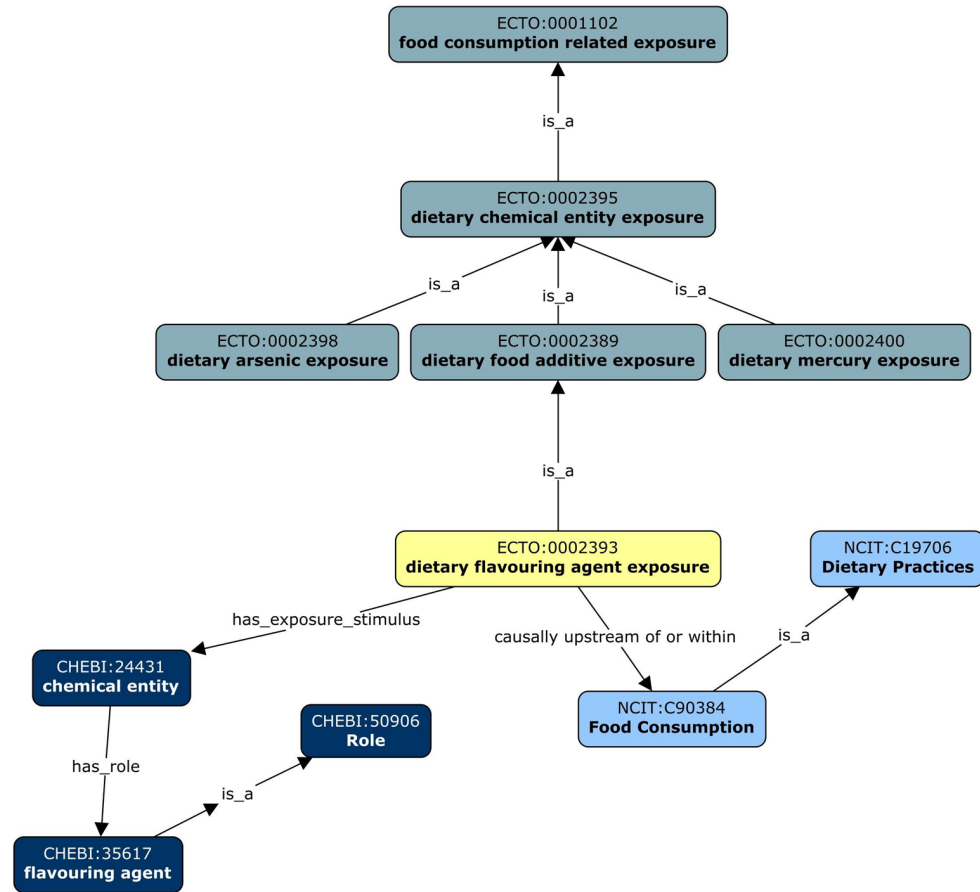 ECTO:0001102
food consumption related exposure
is_a
ECTO:0002395
dietary chemical entity exposure
is_a
is_a
is_a
ECTO:0002398
dietary arsenic exposure
ECTO:0002389
dietary food additive exposure
ECTO:0002400
dietary mercury exposure
is_a
ECTO:0002393
dietary flavouring agent exposure
NCIT:C19706
Dietary Practices
has_exposure_stimulus
causally upstream of or within
is_a
CHEBI:24431
chemical entity
NCIT:C90384
Food Consumption
CHEBI:50906
Role
has_role
is_a
CHEBI:35617
flavouring agent